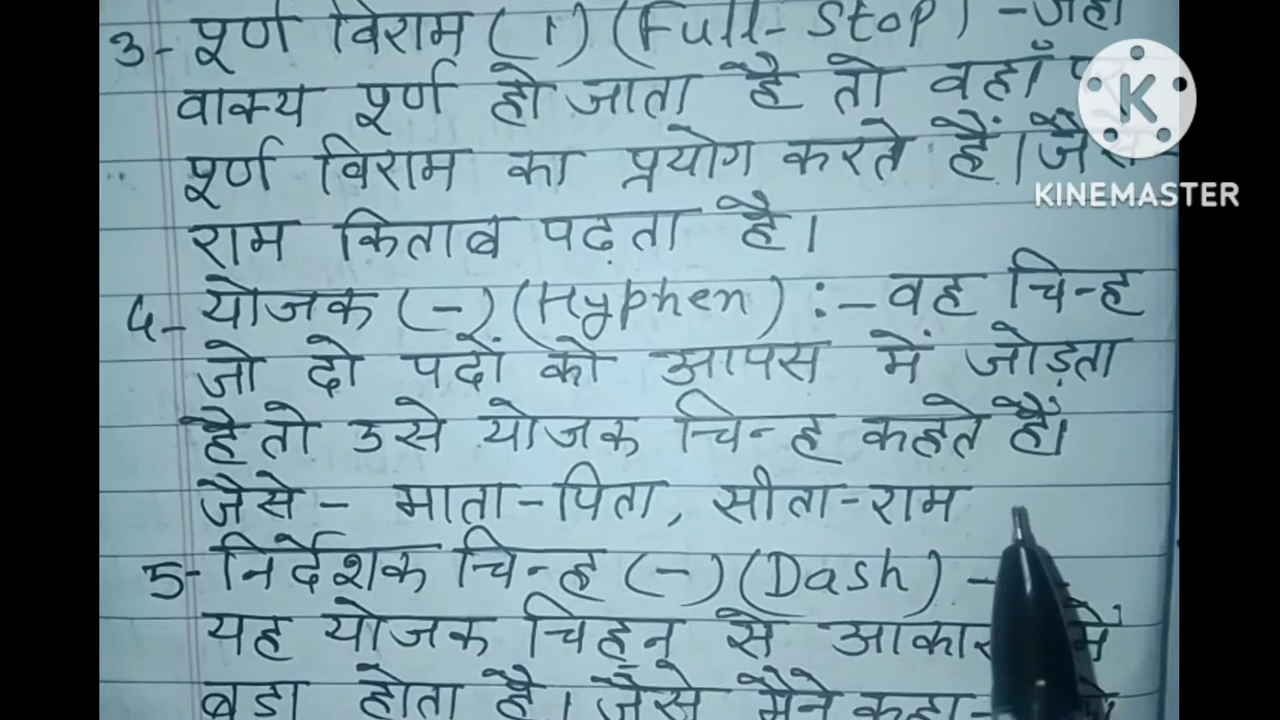 3- पूर्ण विराम (।) (Full-Stop) - जहाँ
वाक्य पूर्ण हो जाता है तो वहाँ
पूर्ण विराम का प्रयोग करते हैं। जैसे
राम किताब पढ़ता है।
4- योजक (-) (Hyphen) :- वह चिन्ह
जो दो पदों को आपस में जोड़ता
है तो उसे योजक चिन्ह कहते हैं।
जैसे - माता-पिता, सीता-राम
5- निर्देशक चिन्ह (-) (Dash) -
यह योजक चिह्न से आकार में
बड़ा होता है। जैसे मैने कहा-
K
KINEMASTER